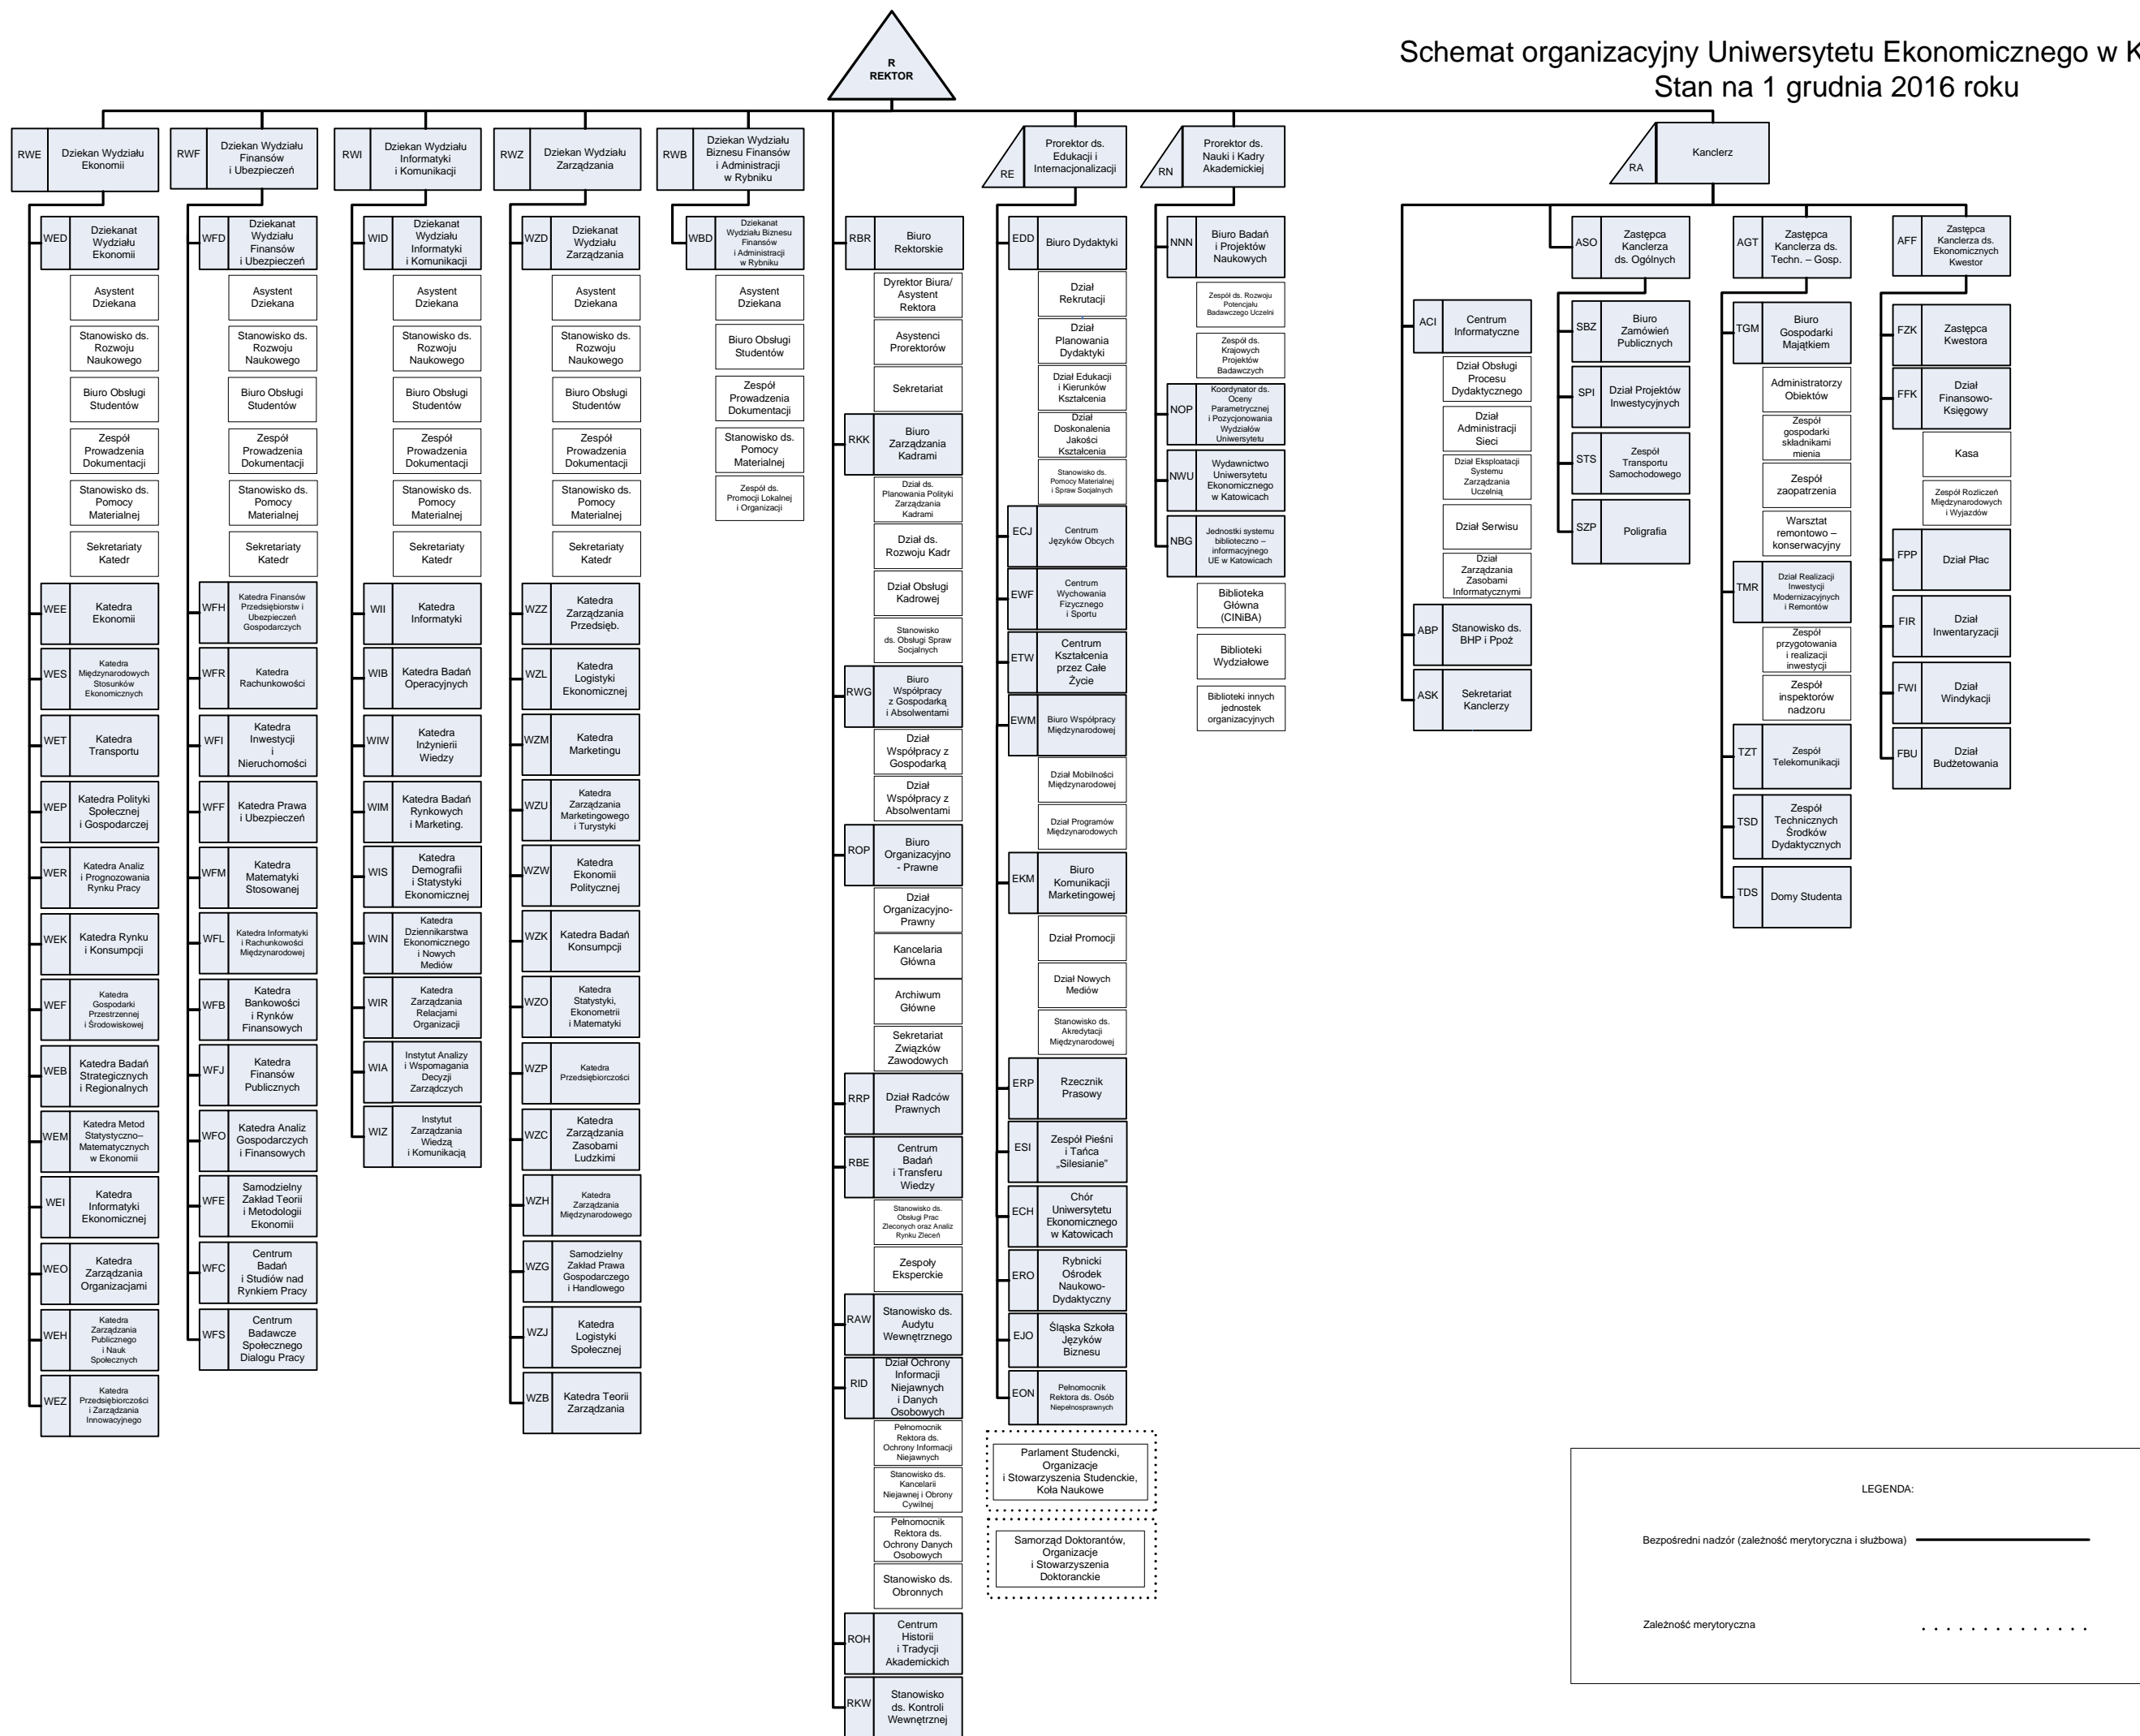 Schemat organizacyjny Uniwersytetu Ekonomicznego w K
Stan na 1 grudnia 2016 roku
R
REKTOR
RWE
Dziekan Wydziału
Ekonomii
RWF
Dziekan Wydziału
Finansów
i Ubezpieczeń
RWI
Dziekan Wydziału
Informatyki
i Komunikacji
RWZ
Dziekan Wydziału
Zarządzania
RWB
Dziekan Wydziału
Biznesu Finansów
i Administracji
w Rybniku
RE
Prorektor ds.
Edukacji i
Internacjonalizacji
RN
Prorektor ds.
Nauki i Kadry
Akademickiej
RA
Kanclerz
WED
Dziekanat
Wydziału
Ekonomii
Asystent
Dziekana
Stanowisko ds.
Rozwoju
Naukowego
Biuro Obsługi
Studentów
Zespół
Prowadzenia
Dokumentacji
Stanowisko ds.
Pomocy
Materialnej
Sekretariaty
Katedr
WEE
Katedra
Ekonomii
WES
Katedra
Międzynarodowych
Stosunków
Ekonomicznych
WET
Katedra
Transportu
WEP
Katedra Polityki
Społecznej
i Gospodarczej
WER
Katedra Analiz
i Prognozowania
Rynku Pracy
WEK
Katedra Rynku
i Konsumpcji
WEF
Katedra
Gospodarki
Przestrzennej
i Środowiskowej
WEB
Katedra Badań
Strategicznych
i Regionalnych
WEM
Katedra Metod
Statystyczno–
Matematycznych
w Ekonomii
WEI
Katedra
Informatyki
Ekonomicznej
WEO
Katedra
Zarządzania
Organizacjami
WEH
Katedra
Zarządzania
Publicznego
i Nauk
Społecznych
WEZ
Katedra
Przedsiębiorczości
i Zarządzania
Innowacyjnego
WFD
Dziekanat
Wydziału
Finansów
i Ubezpieczeń
Asystent
Dziekana
Stanowisko ds.
Rozwoju
Naukowego
Biuro Obsługi
Studentów
Zespół
Prowadzenia
Dokumentacji
Stanowisko ds.
Pomocy
Materialnej
Sekretariaty
Katedr
WFH
Katedra Finansów
Przedsiębiorstw i
Ubezpieczeń
Gospodarczych
WFR
Katedra
Rachunkowości
WFI
Katedra
Inwestycji
i
Nieruchomości
WFF
Katedra Prawa
i Ubezpieczeń
WFM
Katedra
Matematyki
Stosowanej
WFL
Katedra Informatyki
i Rachunkowości
Międzynarodowej
WFB
Katedra
Bankowości
i Rynków
Finansowych
WFJ
Katedra
Finansów
Publicznych
WFO
Katedra Analiz
Gospodarczych
i Finansowych
WFE
Samodzielny
Zakład Teorii
i Metodologii
Ekonomii
WFC
Centrum
Badań
i Studiów nad
Rynkiem Pracy
WFS
Centrum
Badawcze
Społecznego
Dialogu Pracy
WID
Dziekanat
Wydziału
Informatyki
i Komunikacji
Asystent
Dziekana
Stanowisko ds.
Rozwoju
Naukowego
Biuro Obsługi
Studentów
Zespół
Prowadzenia
Dokumentacji
Stanowisko ds.
Pomocy
Materialnej
Sekretariaty
Katedr
WII
Katedra
Informatyki
WIB
Katedra Badań
Operacyjnych
WIW
Katedra
Inżynierii
Wiedzy
WIM
Katedra Badań
Rynkowych
i Marketing.
WIS
Katedra
Demografii
i Statystyki
Ekonomicznej
WIN
Katedra
Dziennikarstwa
Ekonomicznego
i Nowych
Mediów
WIR
Katedra
Zarządzania
Relacjami
Organizacji
WIA
Instytut Analizy
i Wspomagania
Decyzji
Zarządczych
WIZ
Instytut
Zarządzania
Wiedzą
i Komunikacją
WZD
Dziekanat
Wydziału
Zarządzania
Asystent
Dziekana
Stanowisko ds.
Rozwoju
Naukowego
Biuro Obsługi
Studentów
Zespół
Prowadzenia
Dokumentacji
Stanowisko ds.
Pomocy
Materialnej
Sekretariaty
Katedr
WZZ
Katedra
Zarządzania
Przedsięb.
WZL
Katedra
Logistyki
Ekonomicznej
WZM
Katedra
Marketingu
WZU
Katedra
Zarządzania
Marketingowego
i Turystyki
WZW
Katedra
Ekonomii
Politycznej
WZK
Katedra Badań
Konsumpcji
WZO
Katedra
Statystyki,
Ekonometrii
i Matematyki
WZP
Katedra
Przedsiębiorczości
WZC
Katedra
Zarządzania
Zasobami
Ludzkimi
WZH
Katedra
Zarządzania
Międzynarodowego
WZG
Samodzielny
Zakład Prawa
Gospodarczego
i Handlowego
WZJ
Katedra
Logistyki
Społecznej
WZB
Katedra Teorii
Zarządzania
WBD
Dziekanat
Wydziału Biznesu
Finansów
i Administracji
w Rybniku
Asystent
Dziekana
Biuro Obsługi
Studentów
Zespół
Prowadzenia
Dokumentacji
Stanowisko ds.
Pomocy
Materialnej
Zespół ds.
Promocji Lokalnej
i Organizacji
RBR
Biuro
Rektorskie
Dyrektor Biura/
Asystent
Rektora
Asystenci
Prorektorów
Sekretariat
RKK
Biuro
Zarządzania
Kadrami
Dział ds.
Planowania Polityki
Zarządzania
Kadrami
Dział ds.
Rozwoju Kadr
Dział Obsługi
Kadrowej
Stanowisko
ds. Obsługi Spraw
Socjalnych
RWG
Biuro
Współpracy
z Gospodarką
i Absolwentami
Dział
Współpracy z
Gospodarką
Dział
Współpracy z
Absolwentami
ROP
Biuro
Organizacyjno
- Prawne
Dział
Organizacyjno-
Prawny
Kancelaria
Główna
Archiwum
Główne
Sekretariat
Związków
Zawodowych
RRP
Dział Radców
Prawnych
RBE
Centrum
Badań
i Transferu
Wiedzy
Stanowisko ds.
Obsługi Prac
Zleconych oraz Analiz
Rynku Zleceń
Zespoły
Eksperckie
RAW
Stanowisko ds.
Audytu
Wewnętrznego
RID
Dział Ochrony
Informacji
Niejawnych
i Danych
Osobowych
Pełnomocnik
Rektora ds.
Ochrony Informacji
Niejawnych
Stanowisko ds.
Kancelarii
Niejawnej i Obrony
Cywilnej
Pełnomocnik
Rektora ds.
Ochrony Danych
Osobowych
Stanowisko ds.
Obronnych
ROH
Centrum
Historii
i Tradycji
Akademickich
RKW
Stanowisko
ds. Kontroli
Wewnętrznej
EDD
Biuro Dydaktyki
Dział
Rekrutacji
Dział
Planowania
Dydaktyki
Dział Edukacji
i Kierunków
Kształcenia
Dział
Doskonalenia
Jakości
Kształcenia
Stanowisko ds.
Pomocy Materialnej
i Spraw Socjalnych
ECJ
Centrum
Języków Obcych
EWF
Centrum
Wychowania
Fizycznego
i Sportu
ETW
Centrum
Kształcenia
przez Całe
Życie
EWM
Biuro Współpracy
Międzynarodowej
Dział Mobilności
Międzynarodowej
Dział Programów
Międzynarodowych
EKM
Biuro
Komunikacji
Marketingowej
Dział Promocji
Dział Nowych
Mediów
Stanowisko ds.
Akredytacji
Międzynarodowej
ERP
Rzecznik
Prasowy
ESI
Zespół Pieśni
i Tańca
„Silesianie”
ECH
Chór
Uniwersytetu
Ekonomicznego
w Katowicach
ERO
Rybnicki
Ośrodek
Naukowo-
Dydaktyczny
EJO
Śląska Szkoła
Języków
Biznesu
EON
Pełnomocnik
Rektora ds. Osób
Niepełnosprawnych
Parlament Studencki,
Organizacje
i Stowarzyszenia Studenckie,
Koła Naukowe
Samorząd Doktorantów,
Organizacje
i Stowarzyszenia
Doktoranckie
NNN
Biuro Badań
i Projektów
Naukowych
Zespół ds. Rozwoju
Potencjału
Badawczego Uczelni
Zespół ds.
Krajowych
Projektów
Badawczych
NOP
Koordynator ds.
Oceny
Parametrycznej
i Pozycjonowania
Wydziałów
Uniwersytetu
NWU
Wydawnictwo
Uniwersytetu
Ekonomicznego
w Katowicach
NBG
Jednostki systemu
biblioteczno –
informacyjnego
UE w Katowicach
Biblioteka
Główna
(CINiBA)
Biblioteki
Wydziałowe
Biblioteki innych
jednostek
organizacyjnych
ACI
Centrum
Informatyczne
Dział Obsługi
Procesu
Dydaktycznego
Dział
Administracji
Sieci
Dział Eksploatacji
Systemu
Zarządzania
Uczelnią
Dział Serwisu
Dział
Zarządzania
Zasobami
Informatycznymi
ABP
Stanowisko ds.
BHP i Ppoż
ASK
Sekretariat
Kanclerzy
ASO
Zastępca
Kanclerza
ds. Ogólnych
SBZ
Biuro
Zamówień
Publicznych
SPI
Dział Projektów
Inwestycyjnych
STS
Zespół
Transportu
Samochodowego
SZP
Poligrafia
AGT
Zastępca
Kanclerza ds.
Techn. – Gosp.
TGM
Biuro
Gospodarki
Majątkiem
Administratorzy
Obiektów
Zespół
gospodarki
składnikami
mienia
Zespół
zaopatrzenia
Warsztat
remontowo –
konserwacyjny
TMR
Dział Realizacji
Inwestycji
Modernizacyjnych
i Remontów
Zespół
przygotowania
i realizacji
inwestycji
Zespół
inspektorów
nadzoru
TZT
Zespół
Telekomunikacji
TSD
Zespół
Technicznych
Środków
Dydaktycznych
TDS
Domy Studenta
AFF
Zastępca
Kanclerza ds.
Ekonomicznych
Kwestor
FZK
Zastępca
Kwestora
FFK
Dział
Finansowo-
Księgowy
Kasa
Zespół Rozliczeń
Międzynarodowych
i Wyjazdów
FPP
Dział Płac
FIR
Dział
Inwentaryzacji
FWI
Dział
Windykacji
FBU
Dział
Budżetowania
LEGENDA:
Bezpośredni nadzór (zależność merytoryczna i służbowa)
Zależność merytoryczna